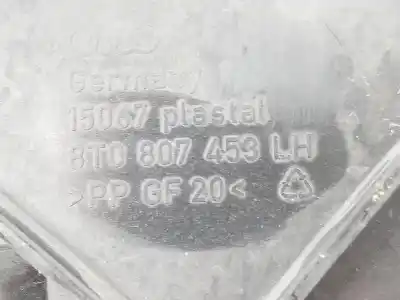 Germany
15067 plastal
8T0 807 453 LH
>PP GF 20<